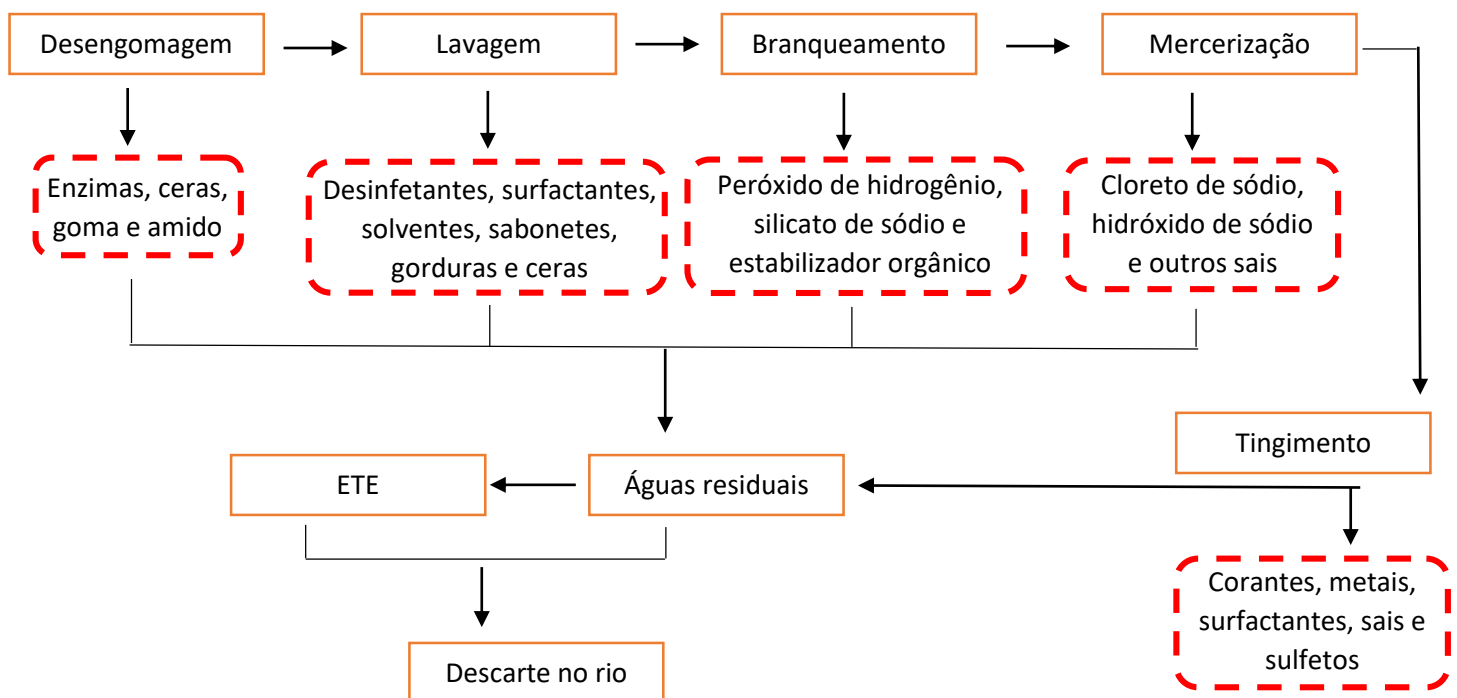 Desengomagem
Lavagem
Branqueamento
Mercerização
Enzimas, ceras,
goma e amido
Desinfetantes, surfactantes,
solventes, sabonetes,
gorduras e ceras
Peróxido de hidrogênio,
silicato de sódio e
estabilizador orgânico
Cloreto de sódio,
hidróxido de sódio
e outros sais
Tingimento
ETE
Águas residuais
Corantes, metais,
surfactantes, sais e
sulfetos
Descarte no rio